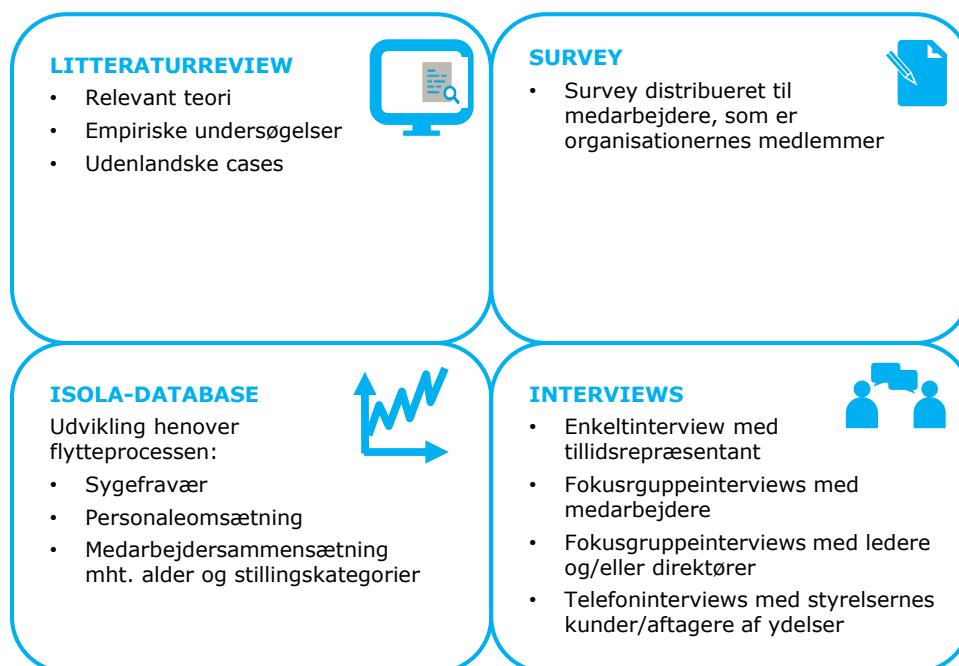 LITTERATURREVIEW
• Relevant teori
• Empiriske undersøgelser
• Udenlandske cases
SURVEY
• Survey distribueret til
medarbejdere, som er
organisationernes medlemmer
ISOLA-DATABASE
Udvikling henover
flytteprocessen:
• Sygefravær
• Personaleomsætning
• Medarbejdersammensætning
mht. alder og stillingskategorier
INTERVIEWS
• Enkeltinterview med
tillidsrepræsentant
• Fokusrguppeinterviews med
medarbejdere
• Fokusgruppeinterviews med ledere
og/eller direktører
• Telefoninterviews med styrelsernes
kunder/aftagere af ydelser